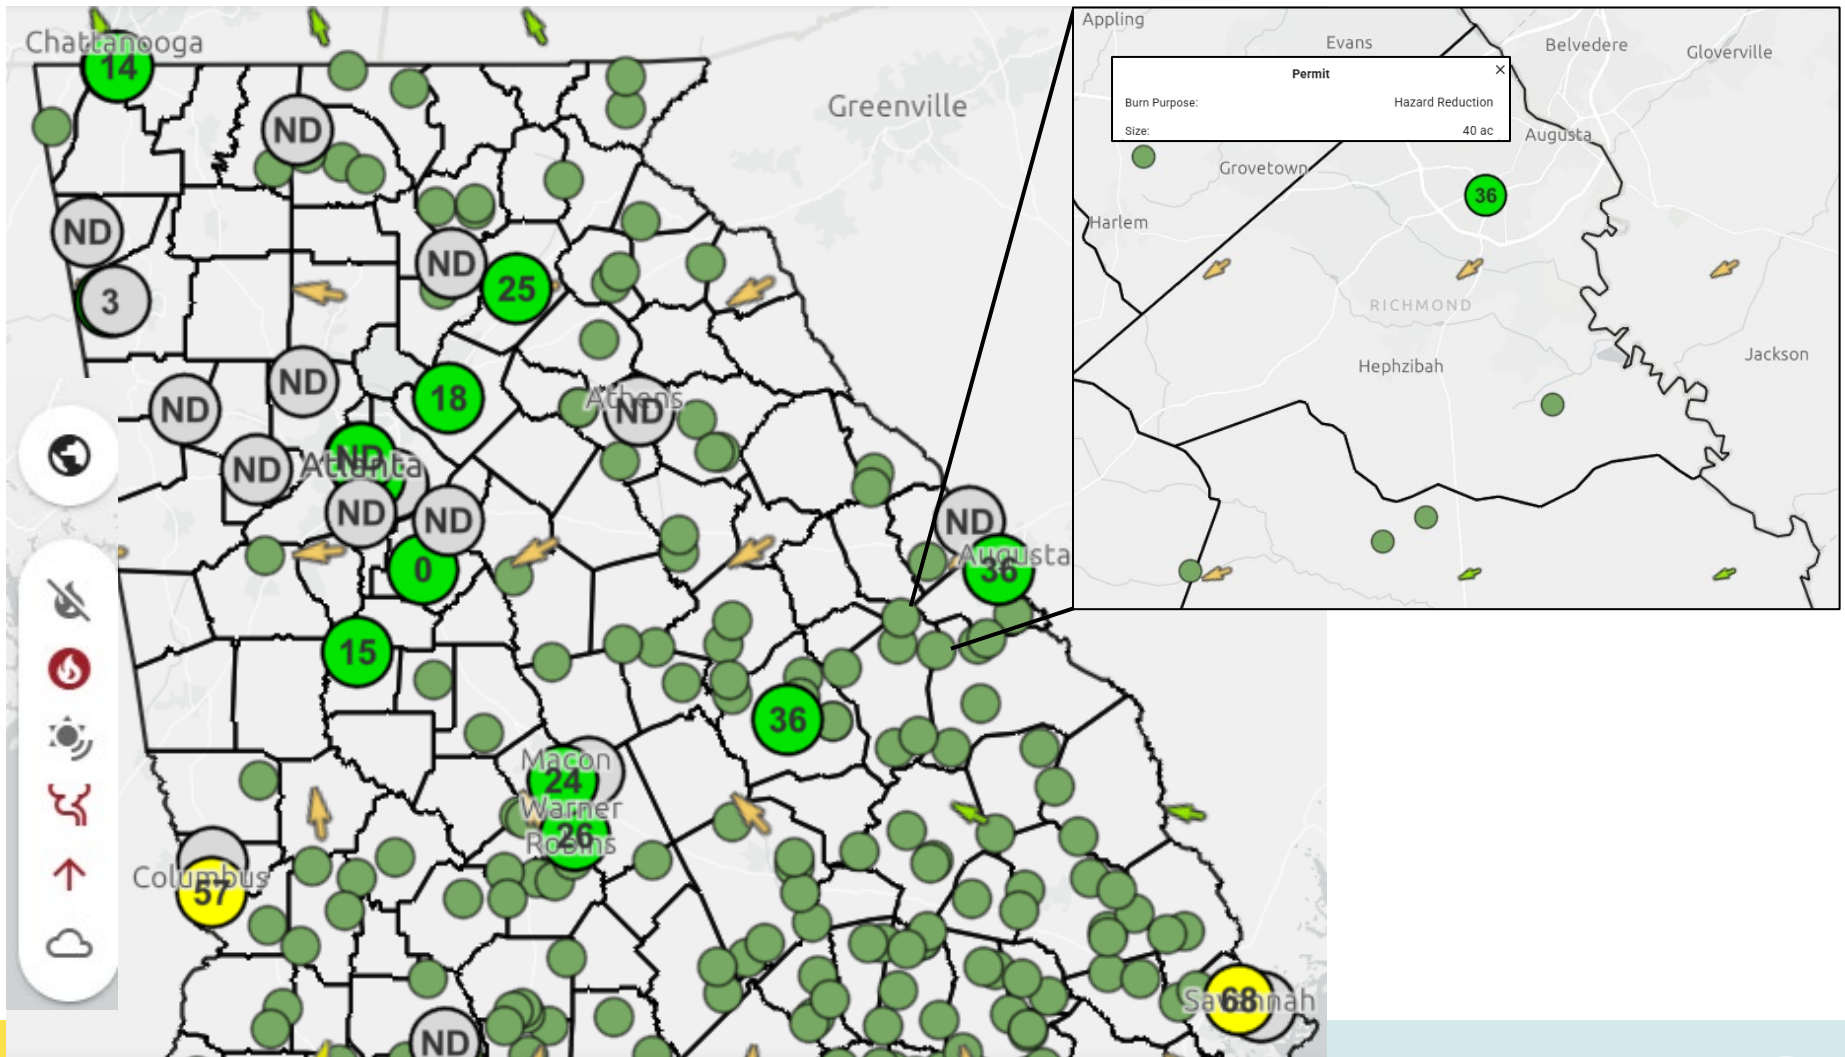 Chattanooga
14
ND
Greenville
ND
ND
25
3
ND
ND
18
Athens
ND
ND
Atlanta
ND
ND
ND
ND
Augusta
36
0
15
36
Macon
24
Warner
Robins
26
Columbus
57
Savannah
68
ND
Appling
Evans
Belvedere
Gloverville
Permit
×
Burn Purpose: Hazard Reduction
Size: 40 ac
Augusta
Grovetown
36
Harlem
RICHMOND
Hephzibah
Jackson